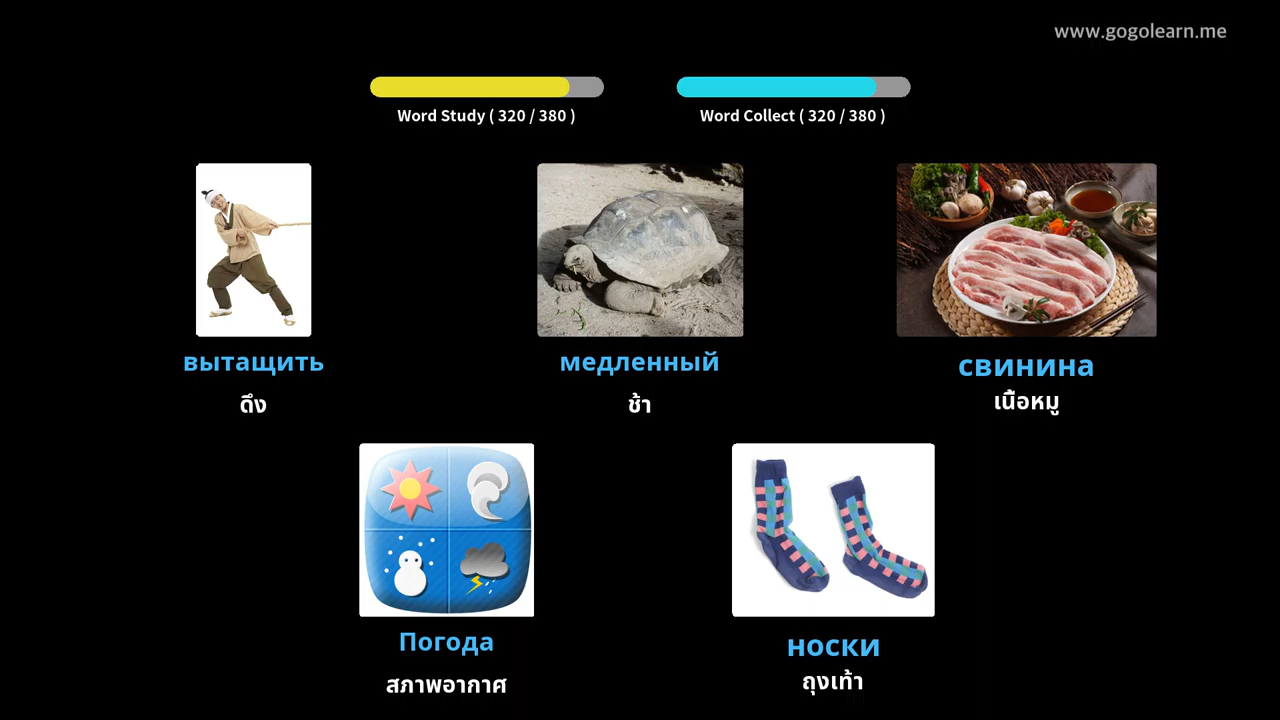 www.gogolearn.me
Word Study ( 320 / 380 )
Word Collect ( 320 / 380 )
вытащить
ดึง
медленный
ช้า
свинина
เนื้อหมู
Погода
สภาพอากาศ
носки
ถุงเท้า